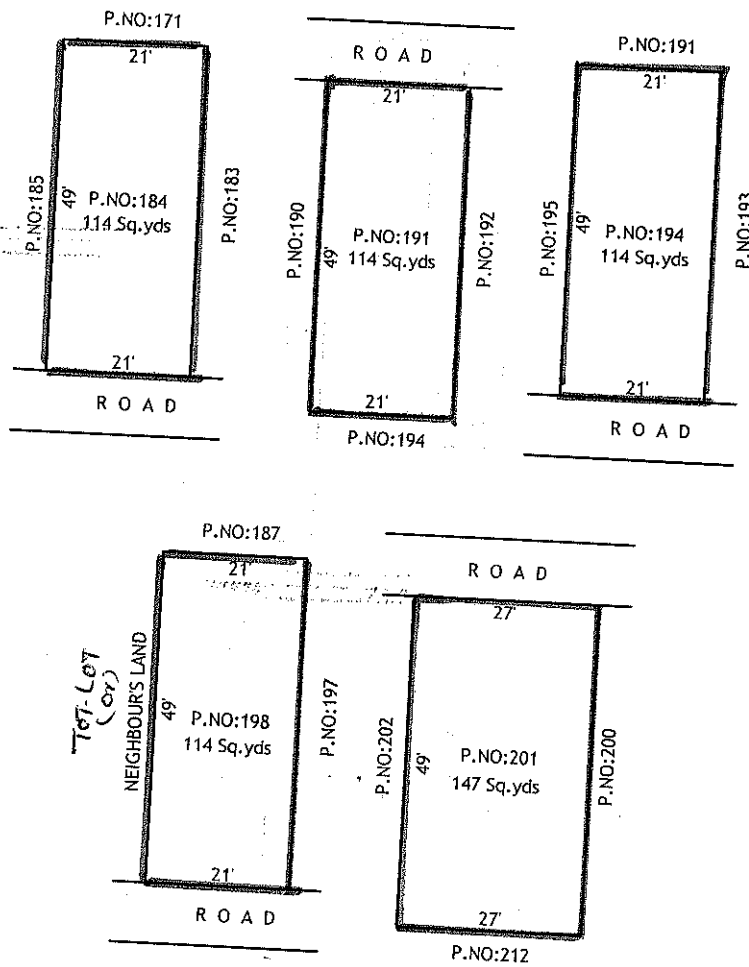 P.NO:171
21'
P.NO:185
49'
P.NO:184
114 Sq.yds
P.NO:183
21'
ROAD
ROAD
21'
P.NO:190
49'
P.NO:191
114 Sq.yds
P.NO:192
21'
P.NO:194
P.NO:191
21'
P.NO:195
49'
P.NO:194
114 Sq.yds
P.NO:193
21'
ROAD
P.NO:187
21'
TOT-LOT
(or)
NEIGHBOUR'S LAND
49'
P.NO:198
114 Sq.yds
P.NO:197
21'
ROAD
ROAD
27'
P.NO:202
49'
P.NO:201
147 Sq.yds
P.NO:200
27'
P.NO:212